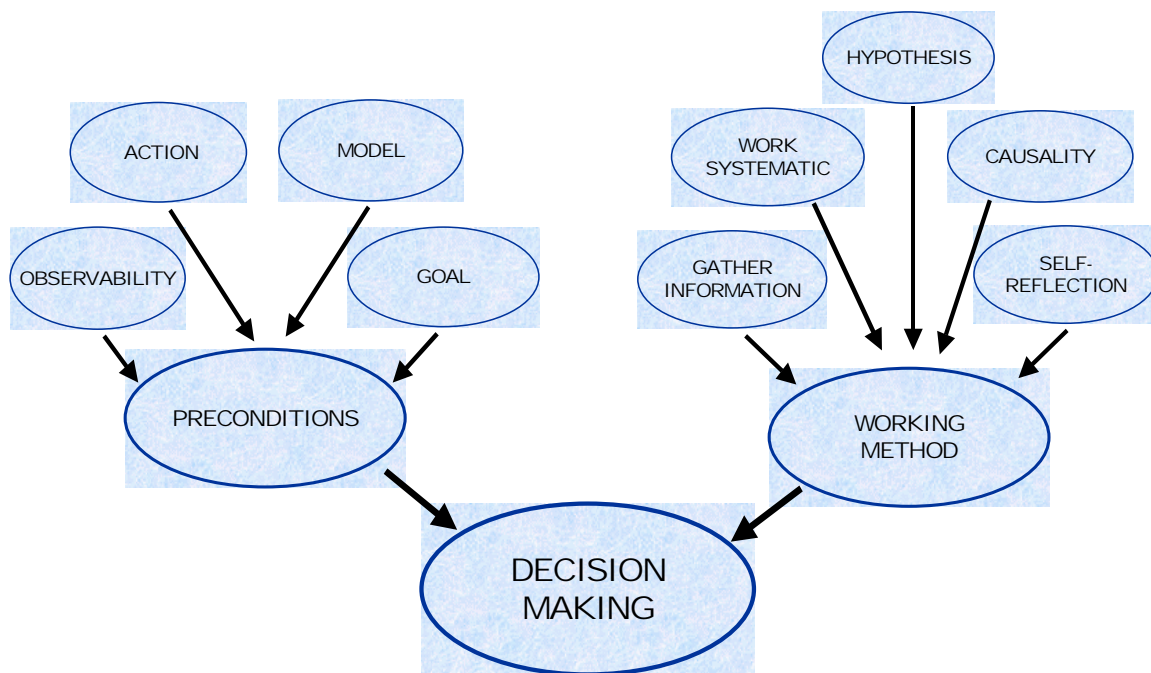 HYPOTHESIS
ACTION
MODEL
WORK
SYSTEMATIC
CAUSALITY
OBSERVABILITY
GOAL
GATHER
INFORMATION
SELF-
REFLECTION
PRECONDITIONS
WORKING
METHOD
DECISION
MAKING